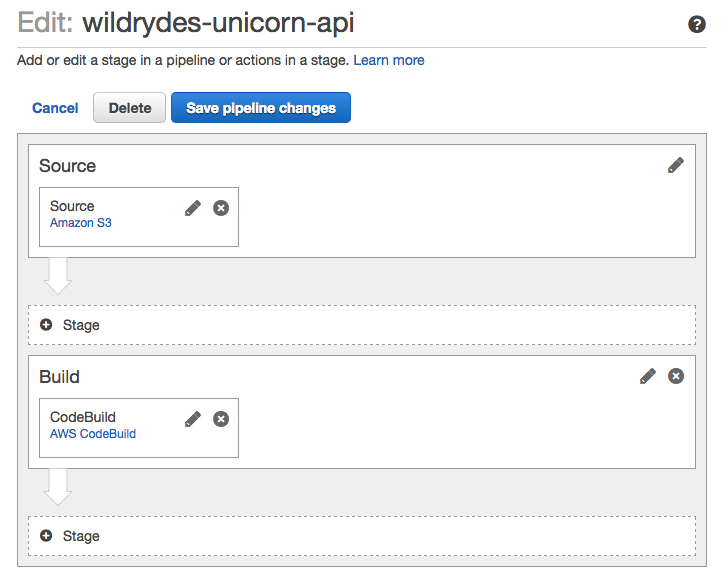 Edit: wildrydes-unicorn-api
?
Add or edit a stage in a pipeline or actions in a stage. Learn more
Cancel Delete Save pipeline changes
Source
Source
Amazon S3
Stage
Build
CodeBuild
AWS CodeBuild
Stage